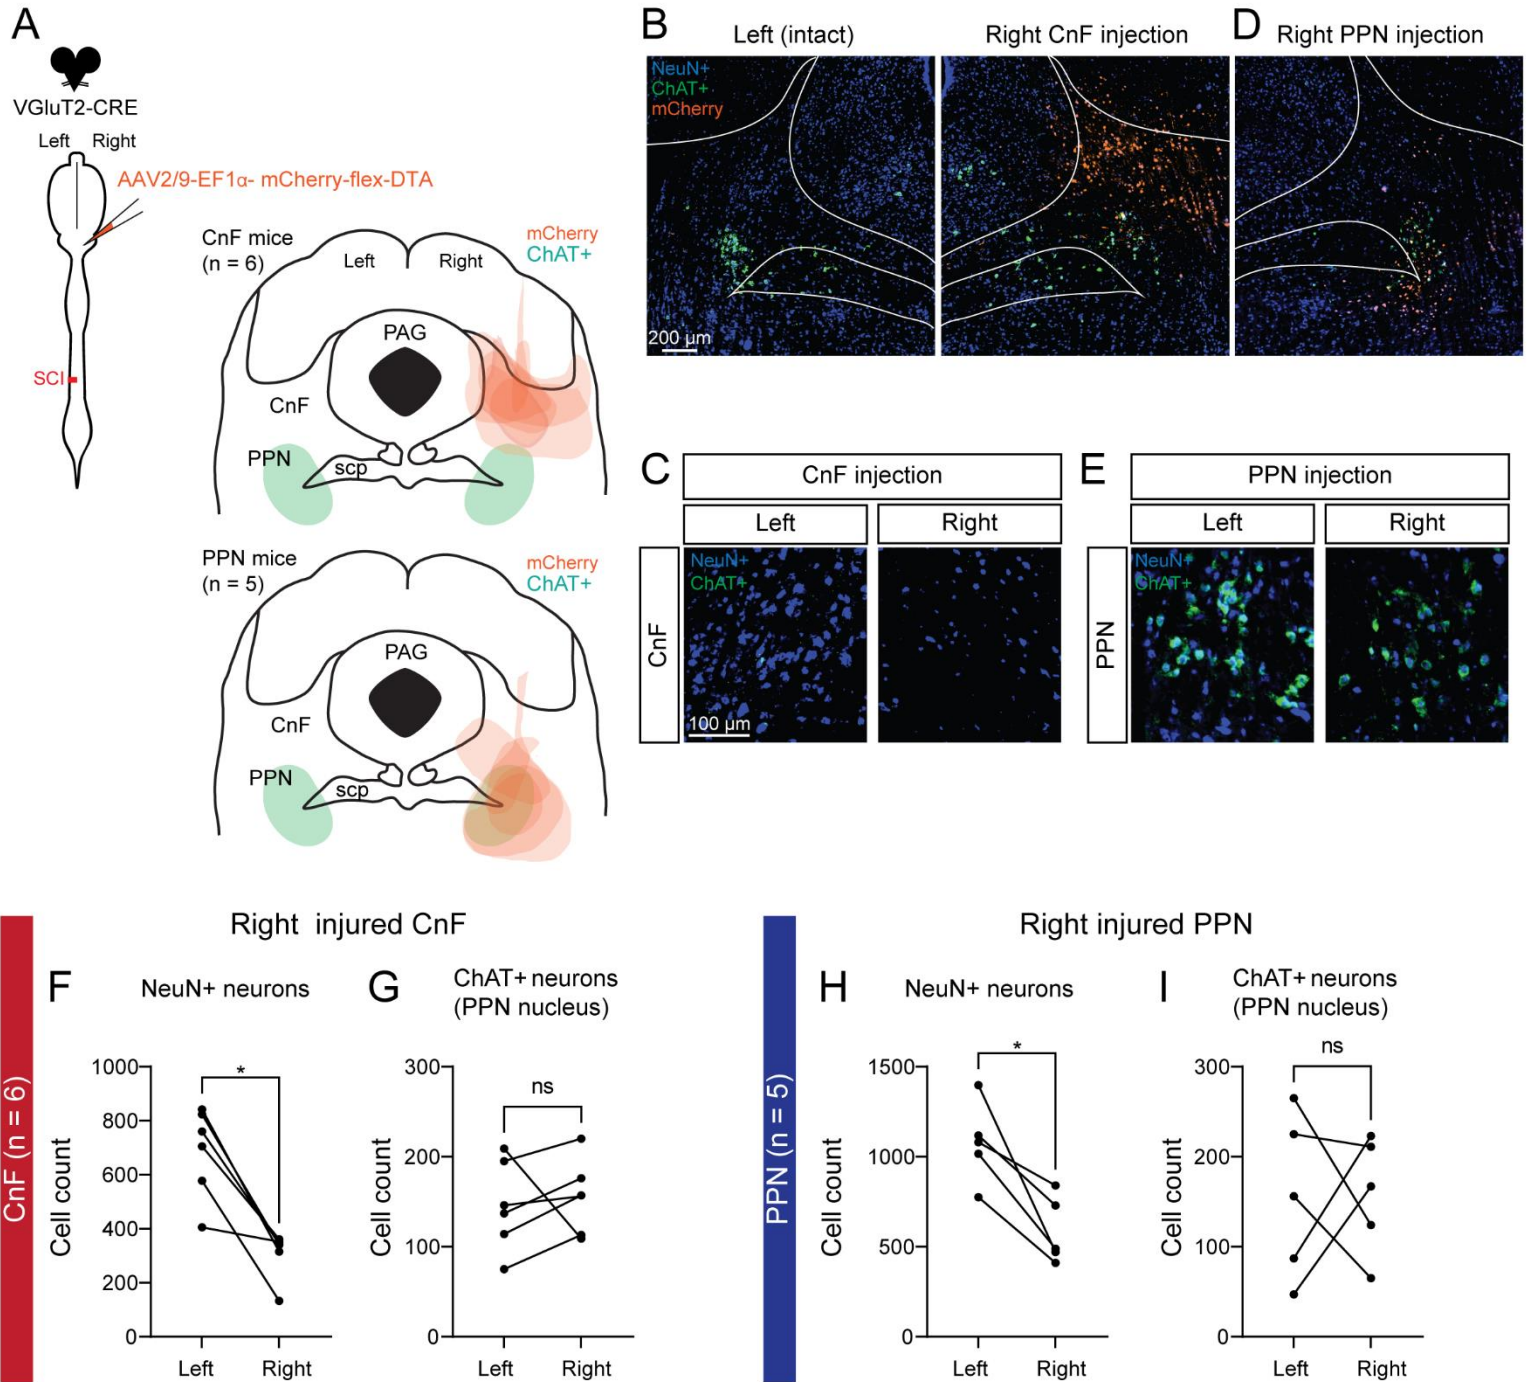 A
VGluT2-CRE
Left Right
AAV2/9-EF1α- mCherry-flex-DTA
SCI
CnF mice
(n = 6)
Left Right
mCherry
ChAT+
PAG
CnF
PPN
scp
PPN mice
(n = 5)
mCherry
ChAT+
PAG
CnF
PPN
scp
B
Left (intact)
Right CnF injection
NeuN+
ChAT+
mCherry
200 µm
D
Right PPN injection
C
CnF injection
Left
Right
CnF
NeuN+
ChAT+
100 µm
E
PPN injection
Left
Right
PPN
NeuN+
ChAT+
CnF (n = 6)
Right injured CnF
F
NeuN+ neurons
Cell count
1000
800
600
400
200
0
*
Left
Right
G
ChAT+ neurons
(PPN nucleus)
Cell count
300
200
100
0
ns
Left
Right
PPN (n = 5)
Right injured PPN
H
NeuN+ neurons
Cell count
1500
1000
500
0
*
Left
Right
I
ChAT+ neurons
(PPN nucleus)
Cell count
300
200
100
0
ns
Left
Right